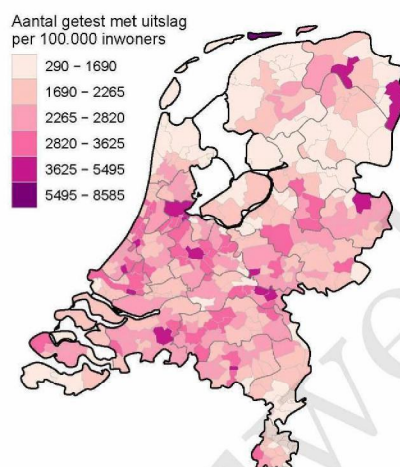 Aantal getest met uitslag
per 100.000 inwoners
290 – 1690
1690 – 2265
2265 – 2820
2820 – 3625
3625 – 5495
5495 – 8585